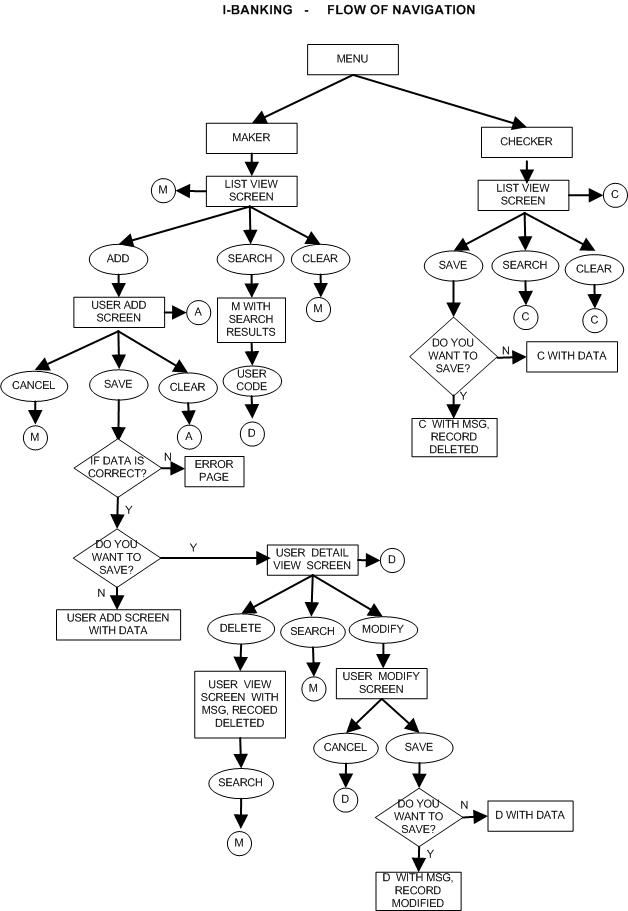 I-BANKING - FLOW OF NAVIGATION
MENU
MAKER
CHECKER
LIST VIEW
SCREEN
M
LIST VIEW
SCREEN
C
ADD
SEARCH
CLEAR
SAVE
SEARCH
CLEAR
USER ADD
SCREEN
A
M WITH
SEARCH
RESULTS
M
C
C
DO YOU
WANT TO
SAVE?
N
C WITH DATA
Y
C WITH MSG,
RECORD
DELETED
CANCEL
SAVE
CLEAR
USER
CODE
M
A
D
IF DATA IS
CORRECT?
N
ERROR
PAGE
Y
DO YOU
WANT TO
SAVE?
Y
N
USER ADD SCREEN
WITH DATA
USER DETAIL
VIEW SCREEN
D
DELETE
SEARCH
MODIFY
USER VIEW
SCREEN WITH
MSG, RECOED
DELETED
M
USER MODIFY
SCREEN
SEARCH
M
CANCEL
SAVE
D
DO YOU
WANT TO
SAVE?
N
D WITH DATA
Y
D WITH MSG,
RECORD
MODIFIED